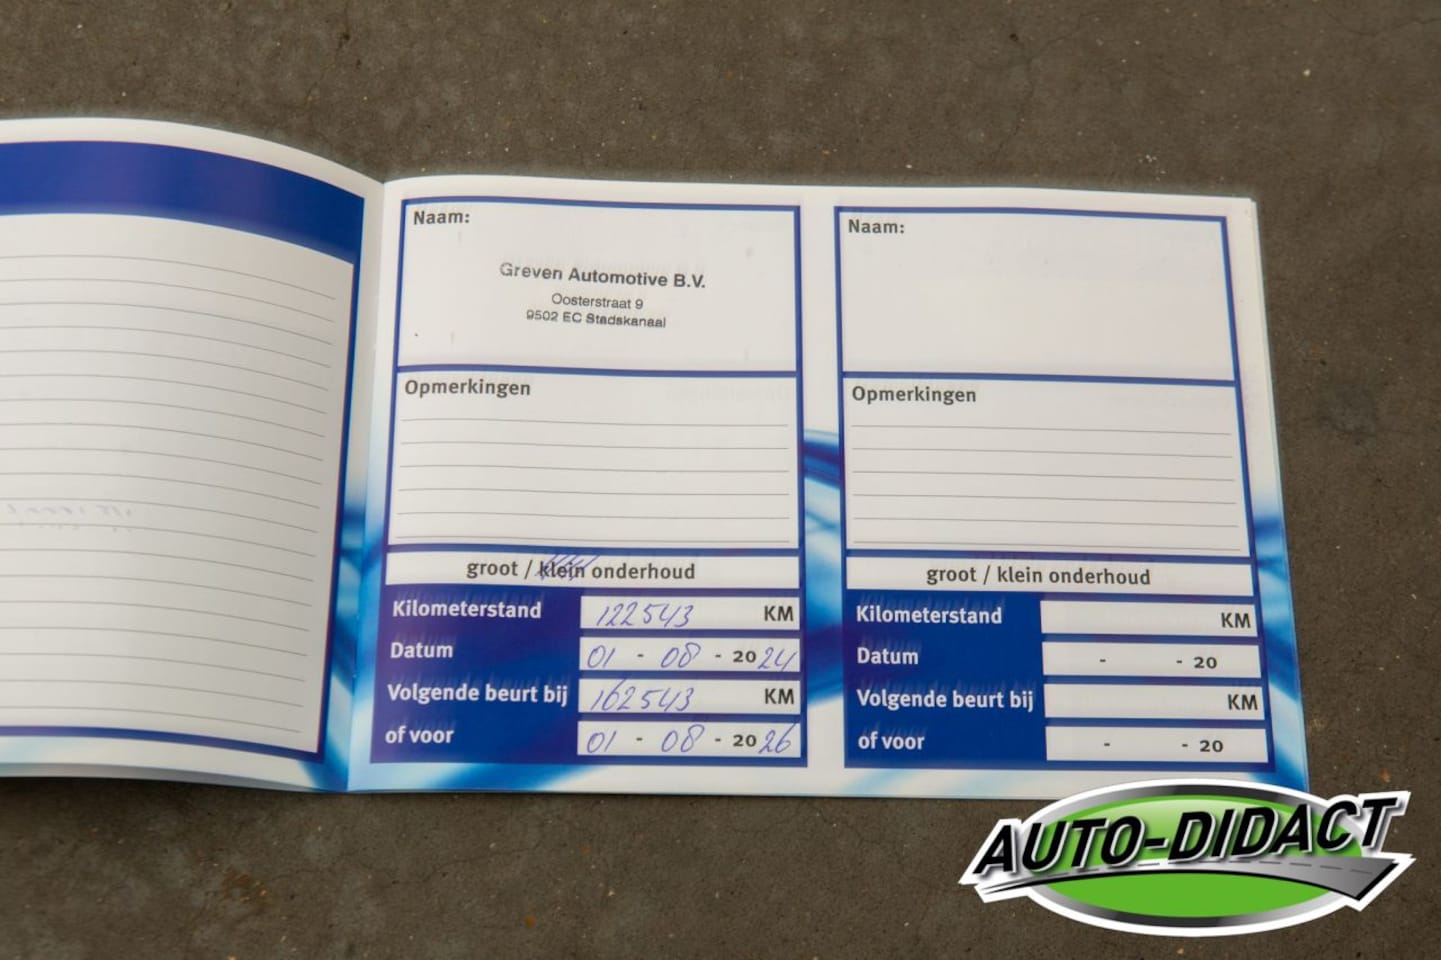 Naam:
Greven Automotive B.V.
Oosterstraat 9
9502 EC Stadskanaal
Opmerkingen
groot / klein onderhoud
Kilometerstand 122543 KM
Datum 01 - 08 - 2024
Volgende beurt bij 162543 KM
of voor 01 - 08 - 2026
Naam:
Opmerkingen
groot / klein onderhoud
Kilometerstand KM
Datum - - 20
Volgende beurt bij KM
of voor - - 20
AUTO-DIDACT